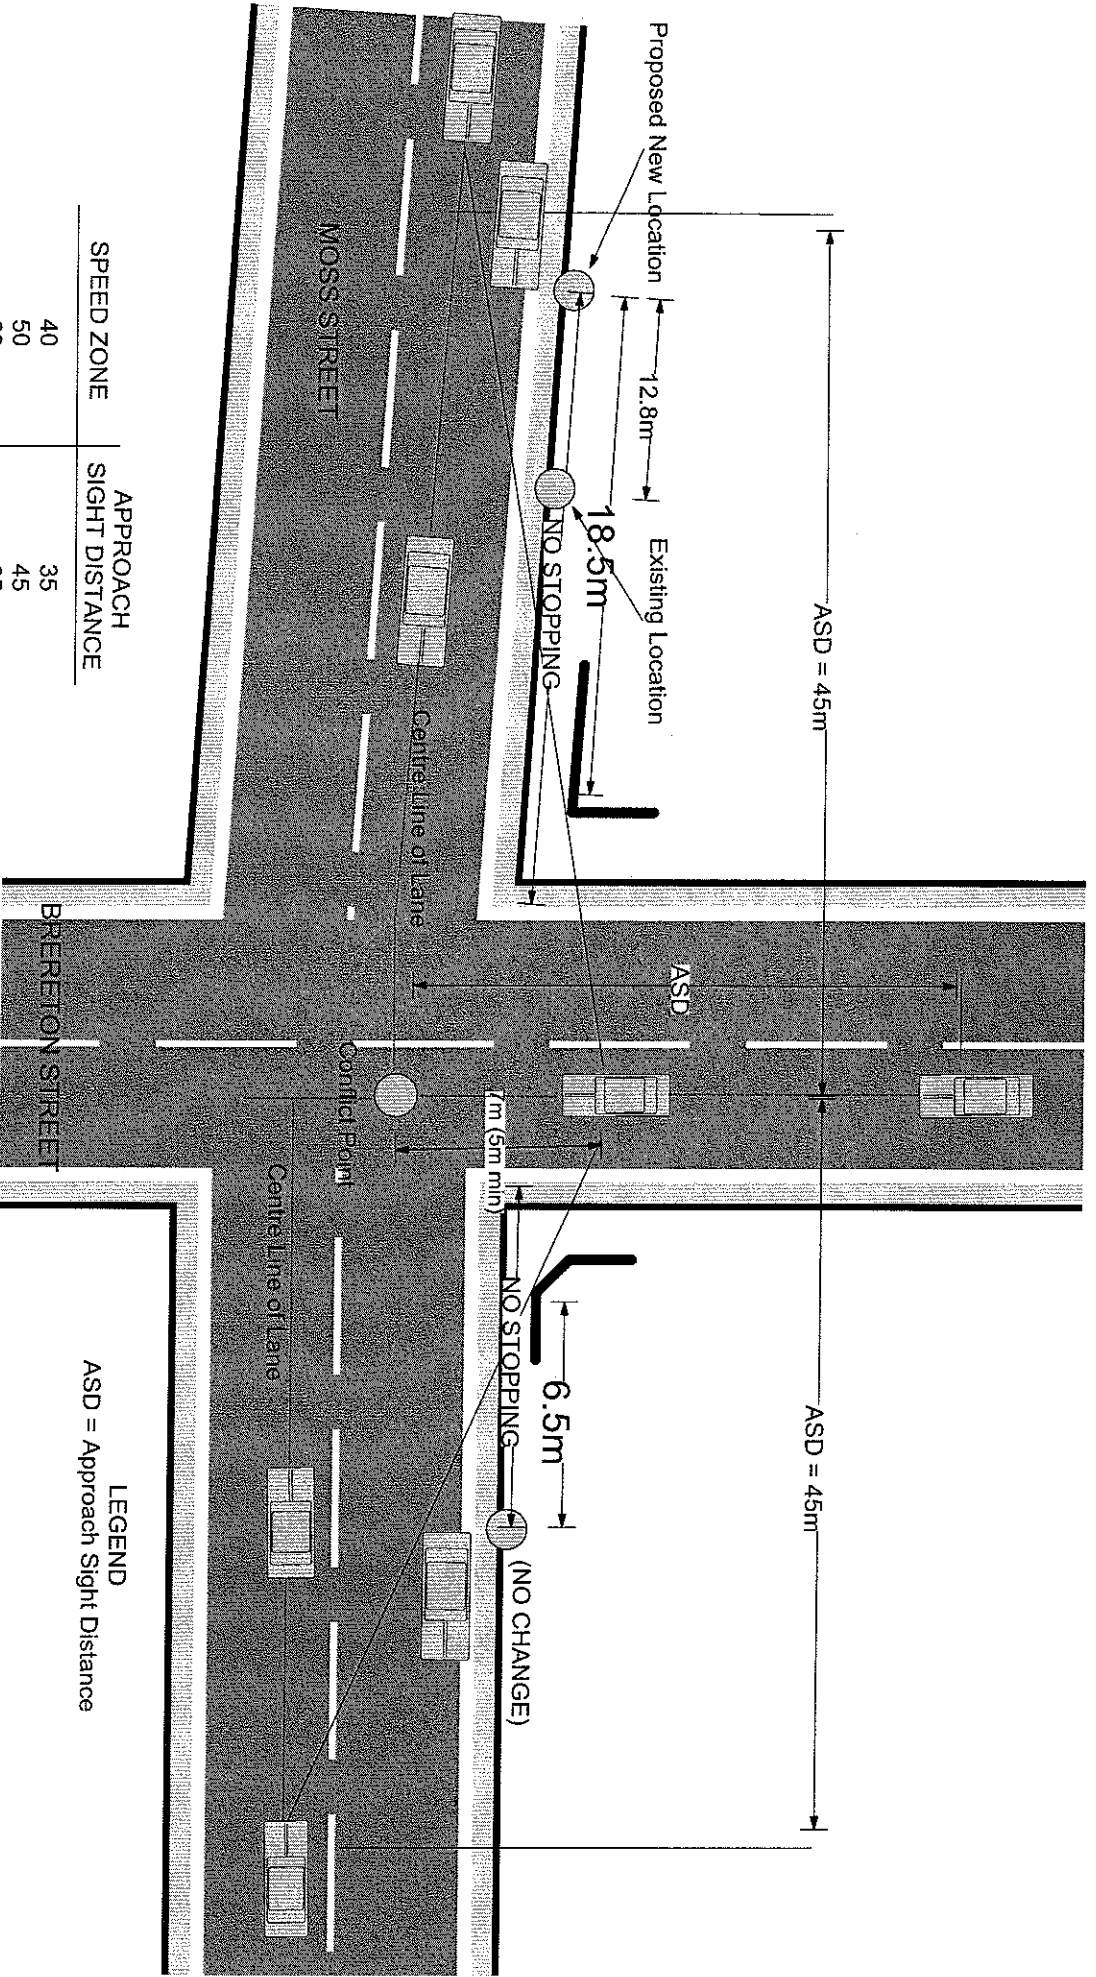 Proposed New Location
12.8m
18.5m
Existing Location
NO STOPPING
ASD = 45m
MOSS STREET
Centre Line of Lane
ASD
7m (5m min)
Conflict Point
BRERETON STREET
Centre Line of Lane
NO STOPPING
6.5m
(NO CHANGE)
ASD = 45m
SPEED ZONE
APPROACH
SIGHT DISTANCE
40 35
50 45
LEGEND
ASD = Approach Sight Distance